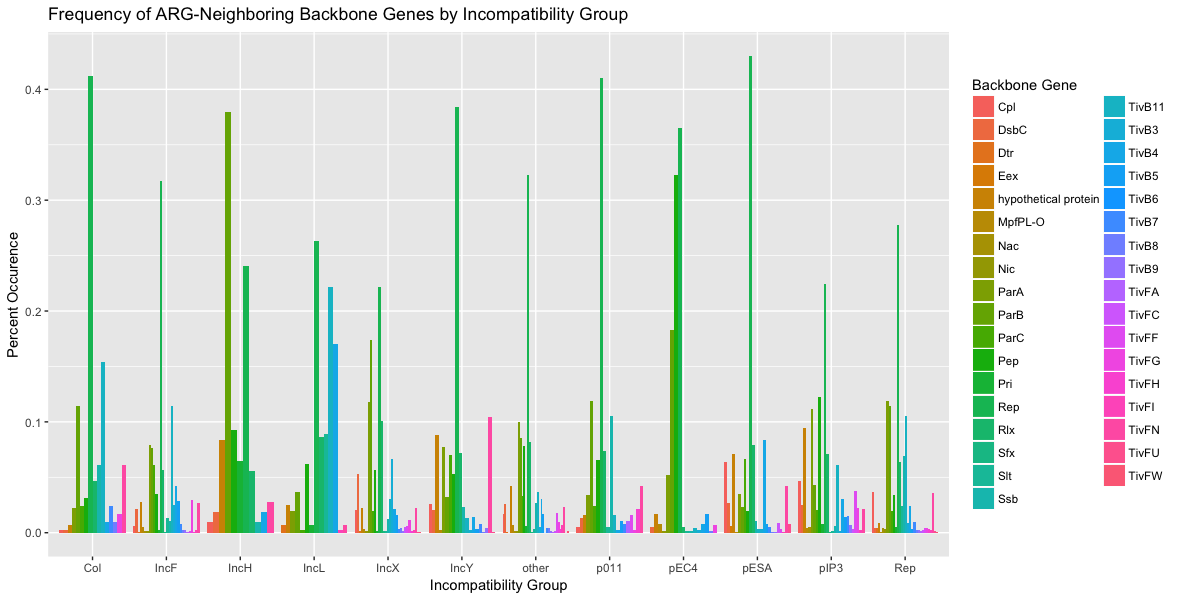 Frequency of ARG-Neighboring Backbone Genes by Incompatibility Group
Percent Occurence
0.4
0.3
0.2
0.1
0.0
Col IncF IncH IncL IncX IncY other p011 pEC4 pESA pIP3 Rep
Incompatibility Group
Backbone Gene
Cpl
DsbC
Dtr
Eex
hypothetical protein
MpfPL-O
Nac
Nic
ParA
ParB
ParC
Pep
Pri
Rep
Rlx
Sfx
Slt
Ssb
TivB11
TivB3
TivB4
TivB5
TivB6
TivB7
TivB8
TivB9
TivFA
TivFC
TivFF
TivFG
TivFH
TivFI
TivFN
TivFU
TivFW